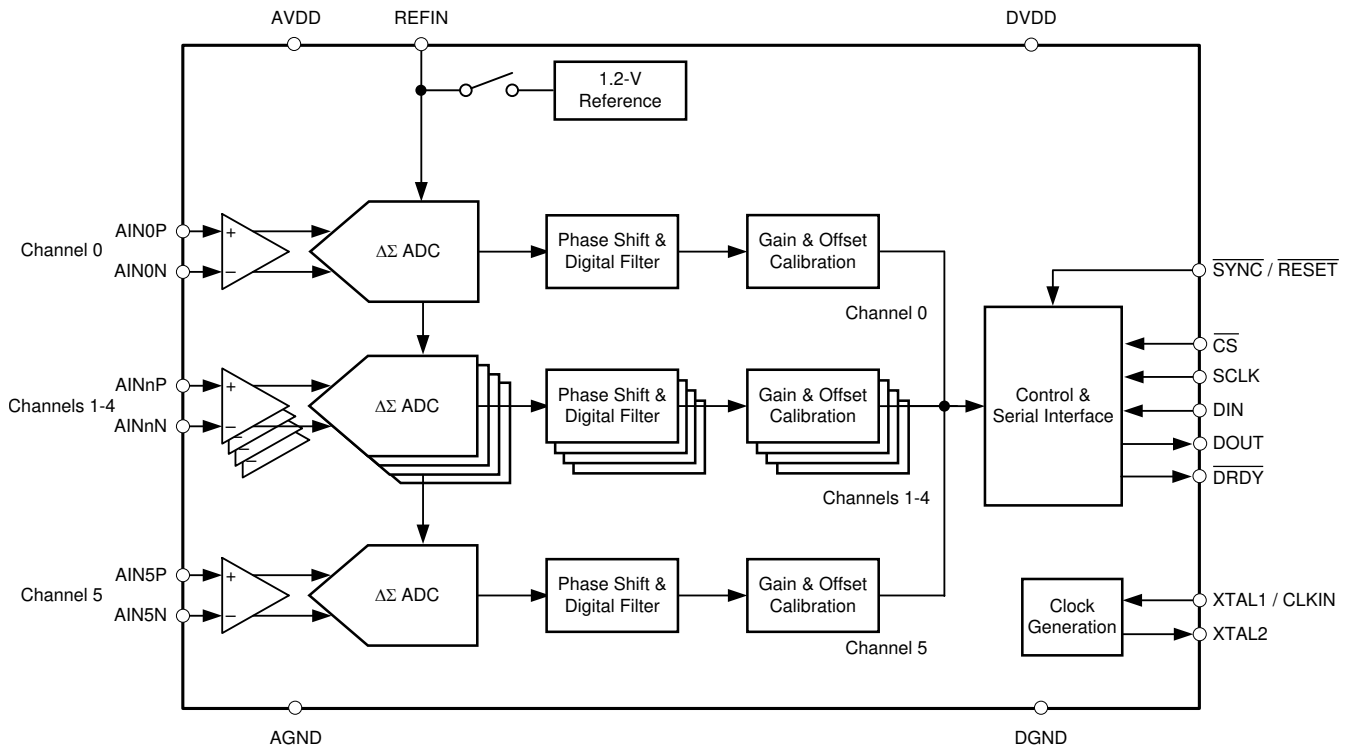 AVDD
REFIN
DVDD
1.2-V
Reference
Channel 0
AIN0P
AIN0N
+
−
ΔΣ ADC
Phase Shift &
Digital Filter
Gain & Offset
Calibration
Channel 0
SYNC / RESET
Channels 1-4
AINnP
AINnN
+
−
−
−
−
ΔΣ ADC
Phase Shift &
Digital Filter
Gain & Offset
Calibration
Channels 1-4
Control &
Serial Interface
CS
SCLK
DIN
DOUT
DRDY
Channel 5
AIN5P
AIN5N
+
−
ΔΣ ADC
Phase Shift &
Digital Filter
Gain & Offset
Calibration
Channel 5
Clock
Generation
XTAL1 / CLKIN
XTAL2
AGND
DGND